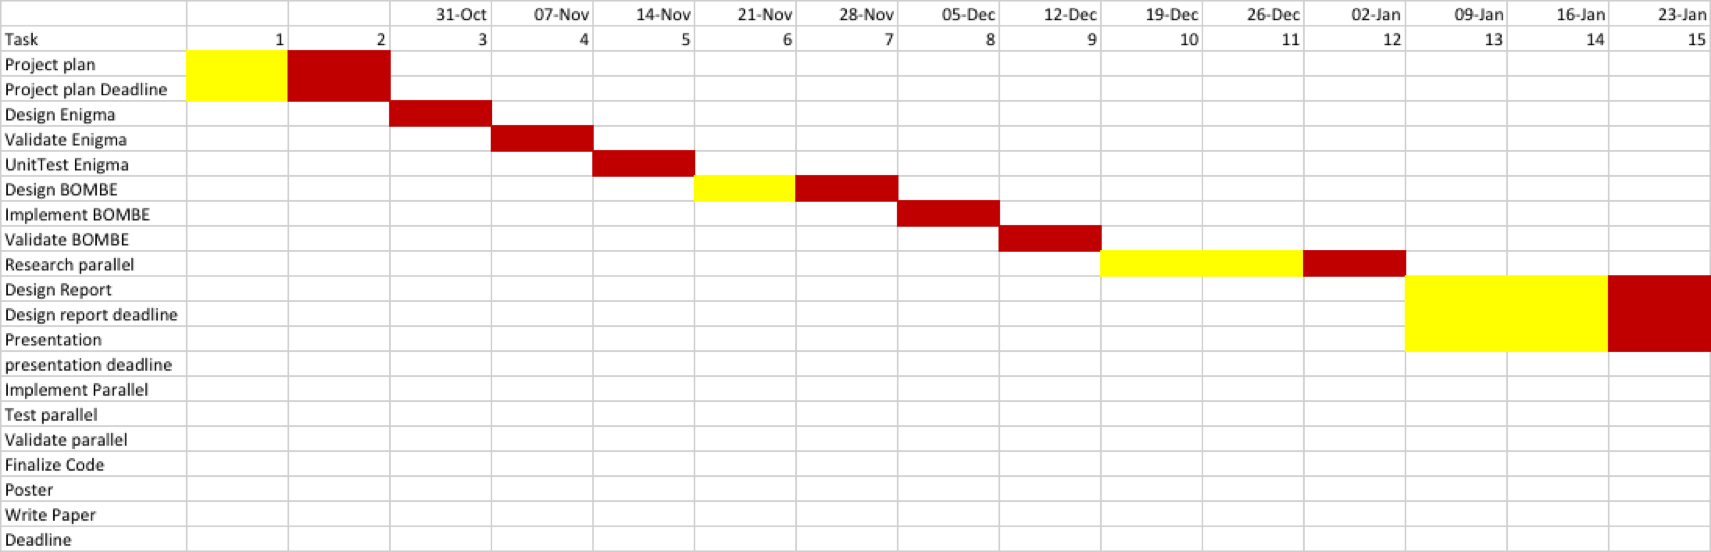 31-Oct 07-Nov 14-Nov 21-Nov 28-Nov 05-Dec 12-Dec 19-Dec 26-Dec 02-Jan 09-Jan 16-Jan 23-Jan
Task 1 2 3 4 5 6 7 8 9 10 11 12 13 14 15
Project plan
Project plan Deadline
Design Enigma
Validate Enigma
UnitTest Enigma
Design BOMBE
Implement BOMBE
Validate BOMBE
Research parallel
Design Report
Design report deadline
Presentation
presentation deadline
Implement Parallel
Test parallel
Validate parallel
Finalize Code
Poster
Write Paper
Deadline